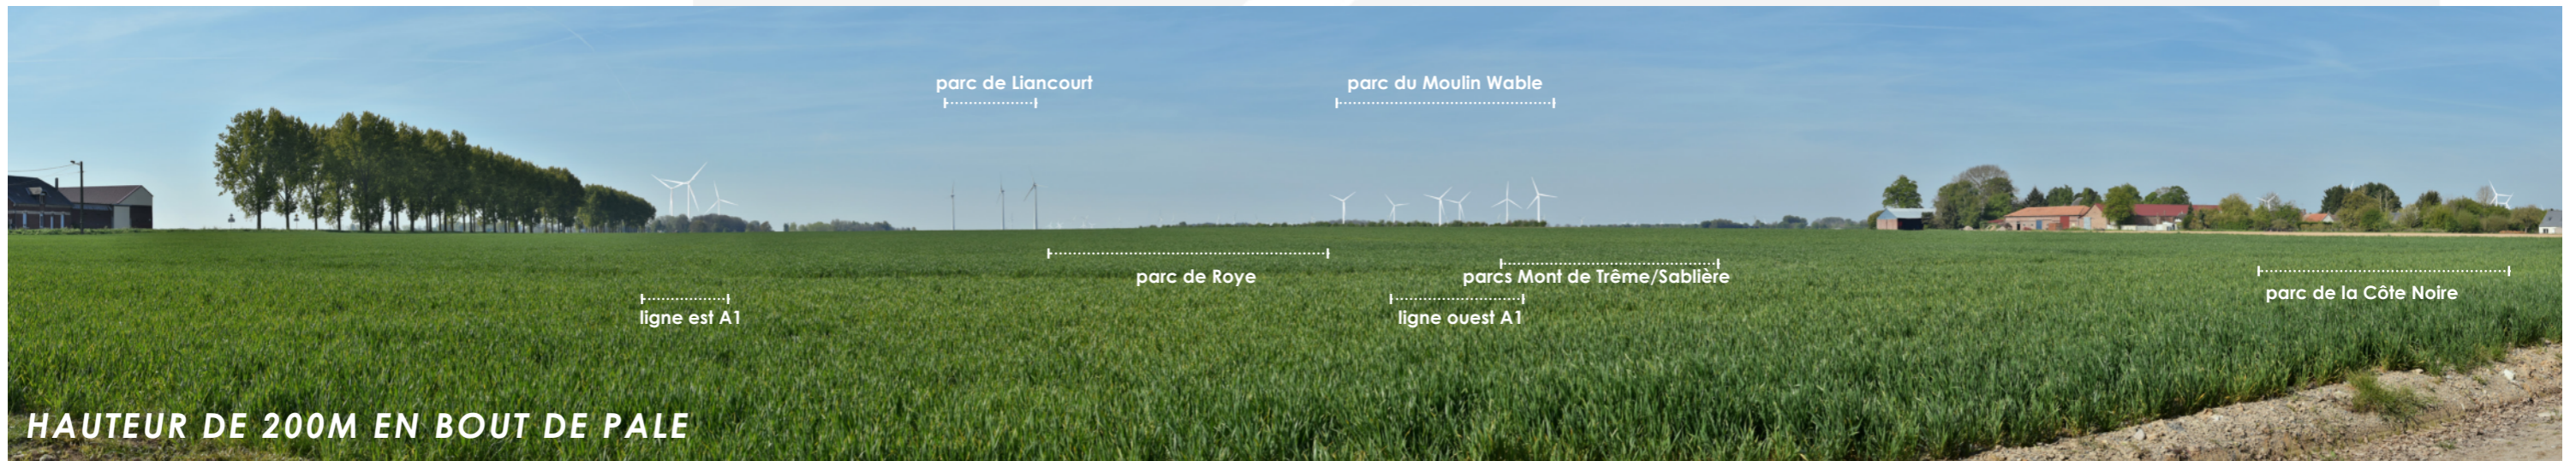 parc de Liancourt
parc du Moulin Wable
parc de Roye
parcs Mont de Trême/Sablière
parc de la Côte Noire
ligne est A1
ligne ouest A1
HAUTEUR DE 200M EN BOUT DE PALE